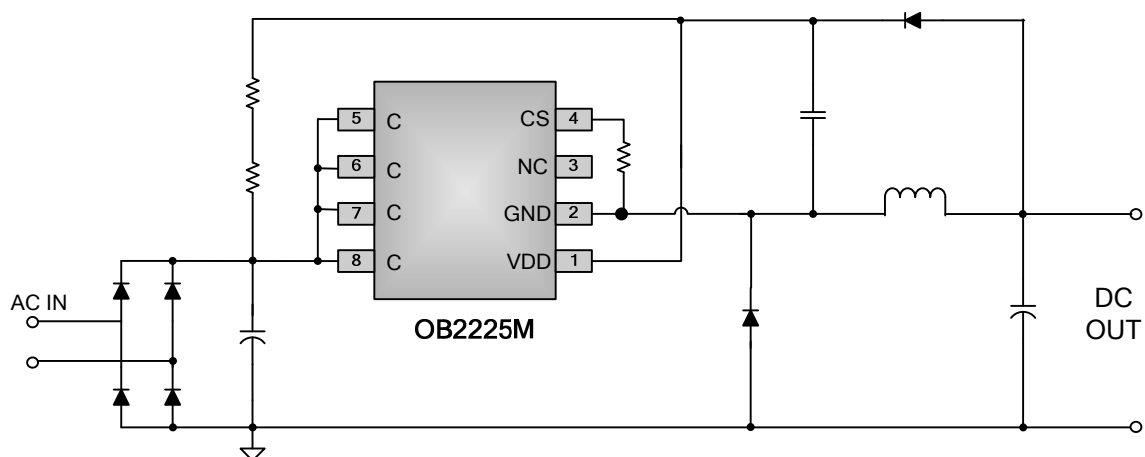 5 C CS 4
6 C NC 3
7 C GND 2
8 C VDD 1
AC IN
OB2225M
DC
OUT